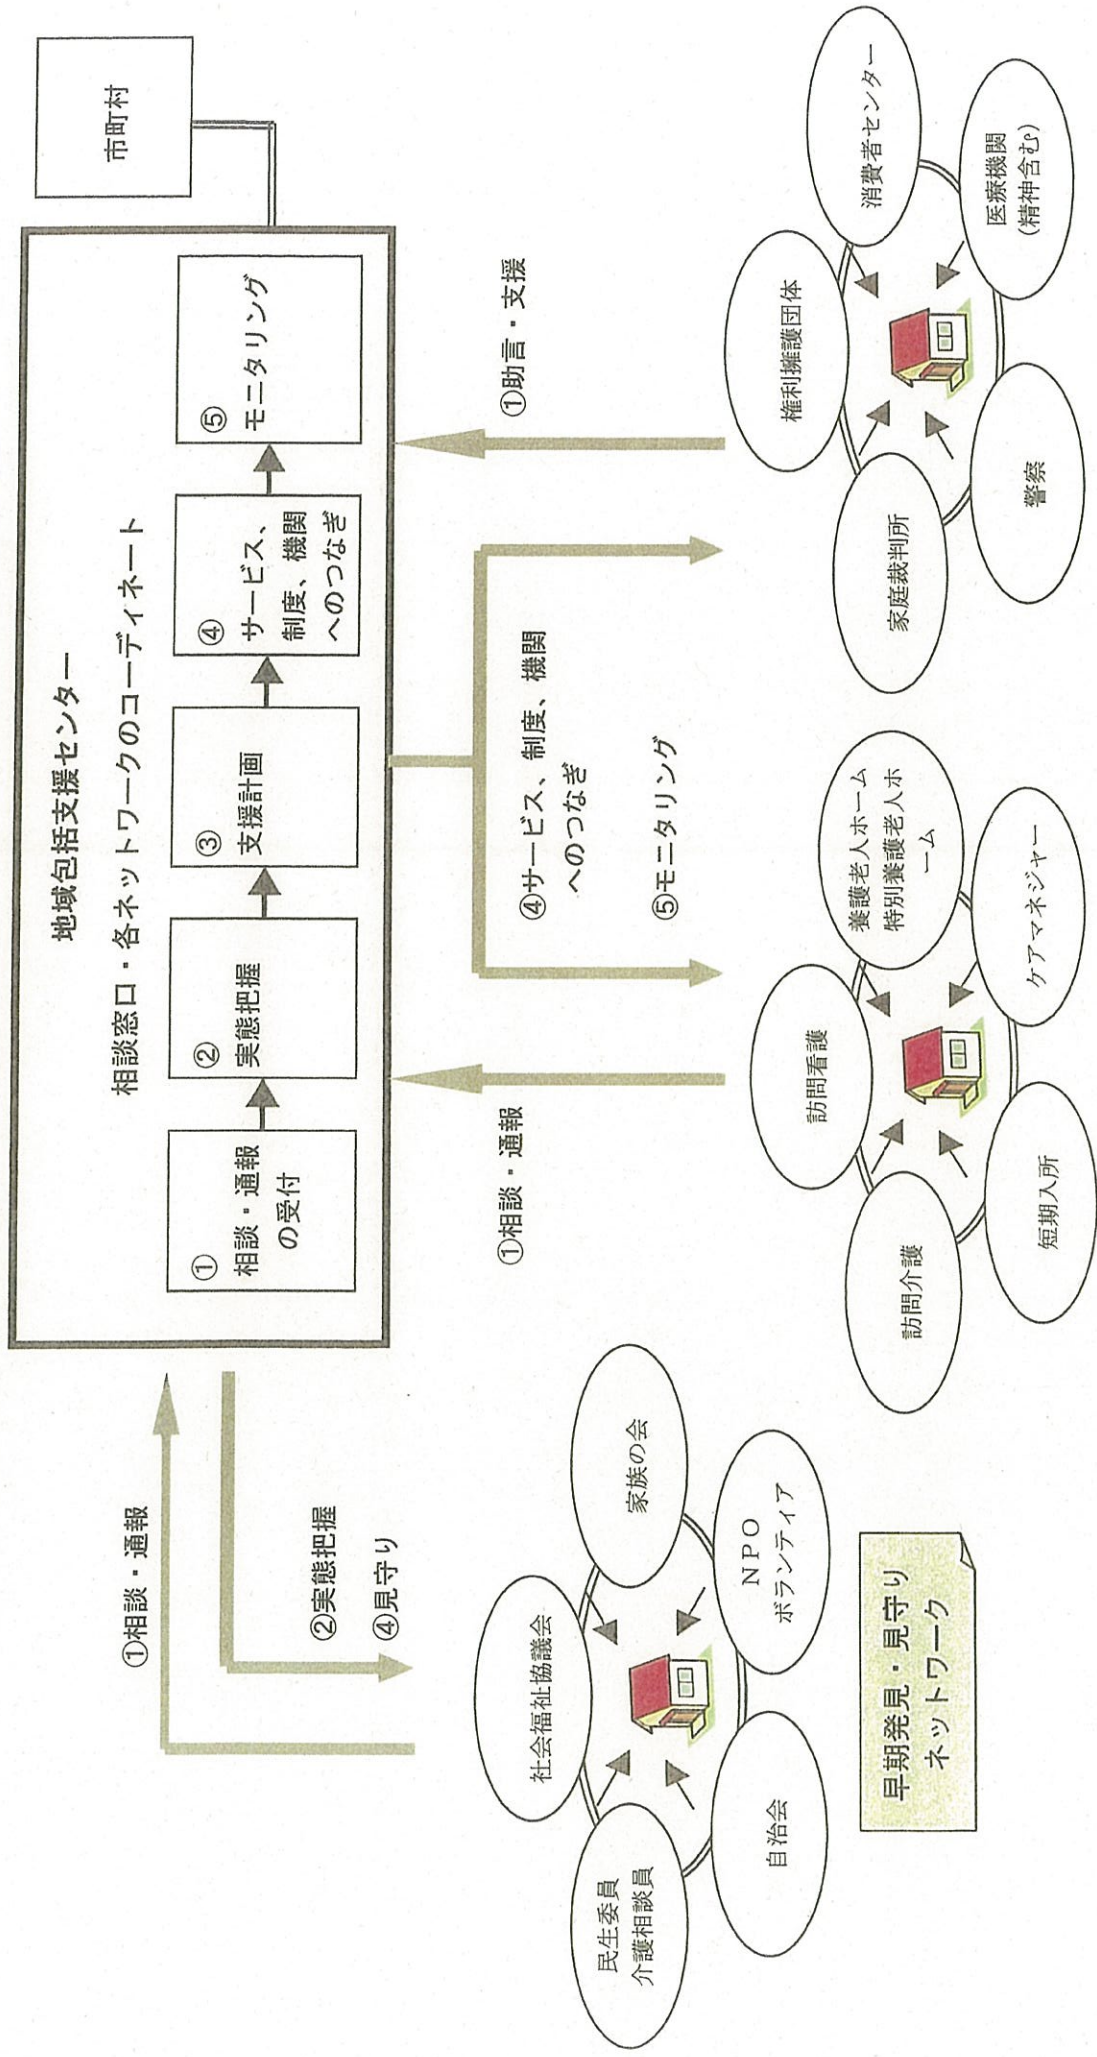 地域包括支援センター
相談窓口・各ネットワークのコーディネート
①
相談・通報
の受付
②
実態把握
③
支援計画
④
サービス、
制度、機関
へのつなぎ
⑤
モニタリング
市町村
①相談・通報
②実態把握
④見守り
①相談・通報
④サービス、制度、機関
へのつなぎ
⑤モニタリング
①助言・支援
社会福祉協議会
民生委員
介護相談員
家族の会
自治会
NPO
ボランティア
早期発見・見守り
ネットワーク
訪問看護
訪問介護
養護老人ホーム
特別養護老人ホ
ーム
短期入所
ケアマネジャー
権利擁護団体
家庭裁判所
消費者センター
警察
医療機関
(精神含む)